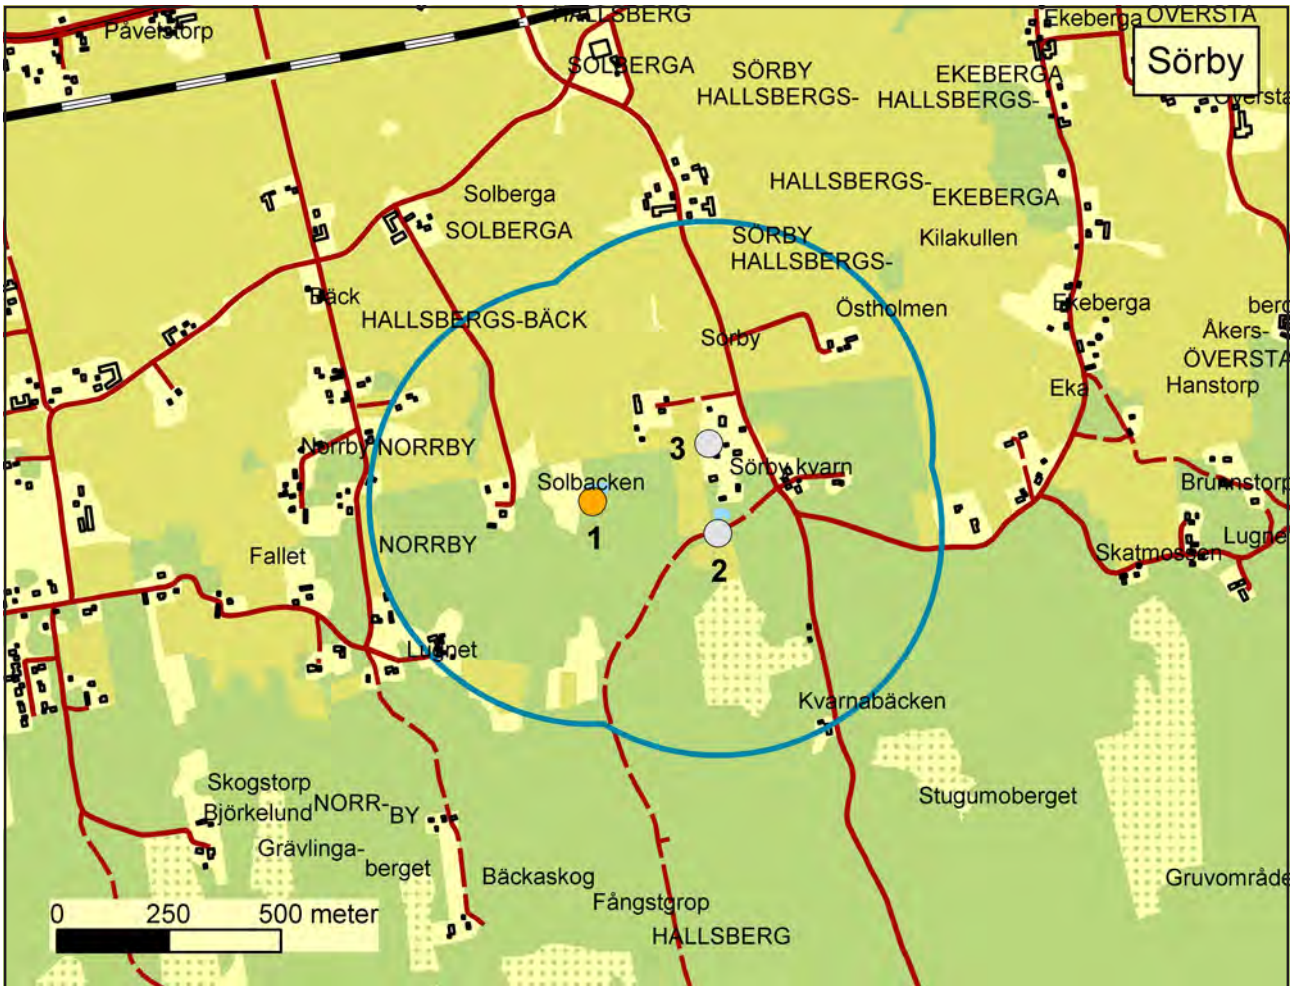 HALLSBERG
Ekeberga ÖVERSTA
Påvelstorp
Sörby
SOLBERGA
SÖRBY
HALLSBERGS-
EKEBERGA
HALLSBERGS-
Översta
Solberga
SOLBERGA
HALLSBERGS-
EKEBERGA
SÖRBY
HALLSBERGS-
Kilakullen
Bäck
HALLSBERGS-BÄCK
Östholmen
Ekeberga
Åkers-
ÖVERSTA
Sörby
Eka
Hanstorp
Norrby NORRBY
3
Sörby kvarn
Solbacken
Brunnstorp
1
NORRBY
Fallet
2
Skatmossen
Lugnet
Lugnet
Kvarnabäcken
Skogstorp
Björkelund
NORR-
BY
Stugumoberget
Grävlinga-
berget
Bäckaskog
Gruvområde
Fångstgrop
HALLSBERG
0 250 500 meter